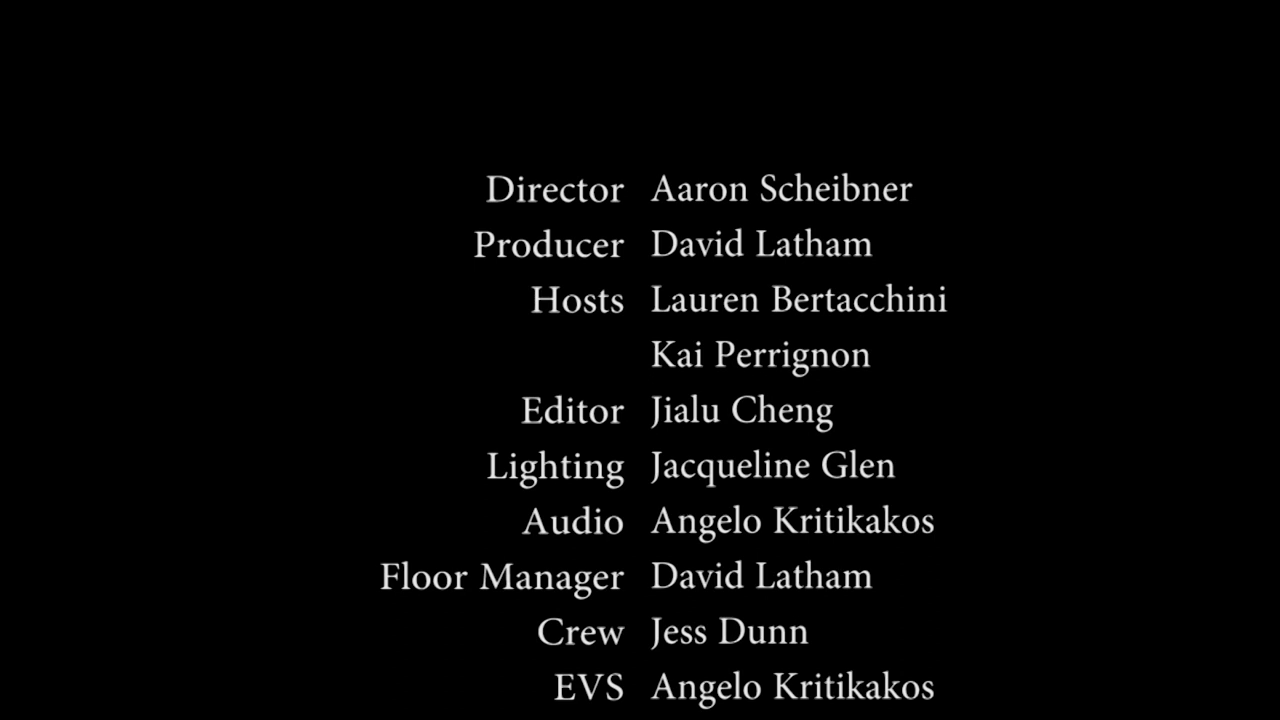 Director Aaron Scheibner
Producer David Latham
Hosts Lauren Bertacchini
Kai Perrignon
Editor Jialu Cheng
Lighting Jacqueline Glen
Audio Angelo Kritikakos
Floor Manager David Latham
Crew Jess Dunn
EVS Angelo Kritikakos